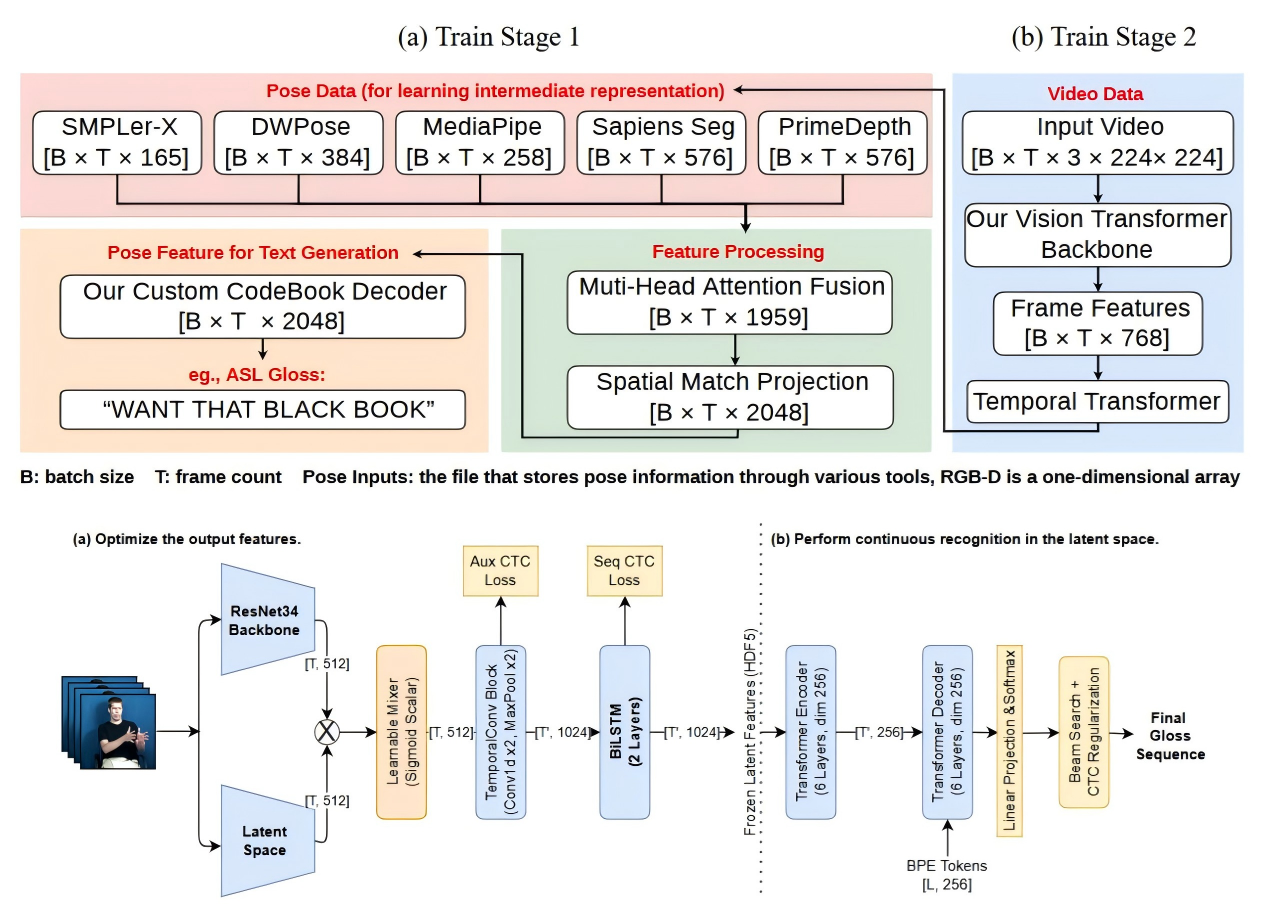 (a) Train Stage 1
(b) Train Stage 2
Pose Data (for learning intermediate representation)
SMPLer-X
[B × T × 165]
DWPose
[B × T × 384]
MediaPipe
[B × T × 258]
Sapiens Seg
[B × T × 576]
PrimeDepth
[B × T × 576]
Video Data
Input Video
[B × T × 3 × 224× 224]
Our Vision Transformer
Backbone
Frame Features
[B × T × 768]
Temporal Transformer
Feature Processing
Muti-Head Attention Fusion
[B × T × 1959]
Spatial Match Projection
[B × T × 2048]
Pose Feature for Text Generation
Our Custom CodeBook Decoder
[B × T × 2048]
eg., ASL Gloss:
“WANT THAT BLACK BOOK”
B: batch size T: frame count Pose Inputs: the file that stores pose information through various tools, RGB-D is a one-dimensional array
(a) Optimize the output features.
ResNet34
Backbone
[T, 512]
Latent
Space
[T, 512]
X
Learnable Mixer
(Sigmoid Scalar)
[T, 512]
Aux CTC
Loss
TemporalConv Block
(Conv1d x2, MaxPool x2)
[T', 1024]
Seq CTC
Loss
BiLSTM
(2 Layers)
[T', 1024]
Frozen Latent Features (HDF5)
(b) Perform continuous recognition in the latent space.
Transformer Encoder
(6 Layers, dim 256)
[T', 256]
Transformer Decoder
(6 Layers, dim 256)
BPE Tokens
[L, 256]
Linear Projection &Softmax
Beam Search +
CTC Regularization
Final
Gloss
Sequence